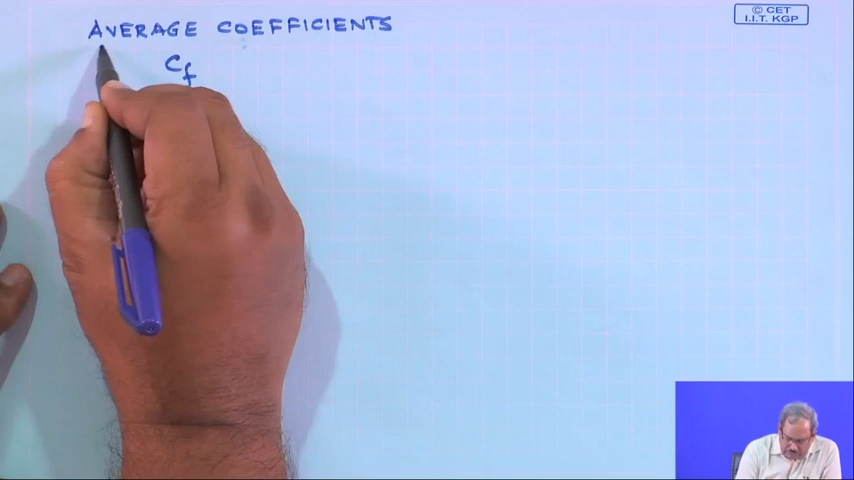 AVERAGE COEFFICIENTS
© CET
I.I.T. KGP
Cf